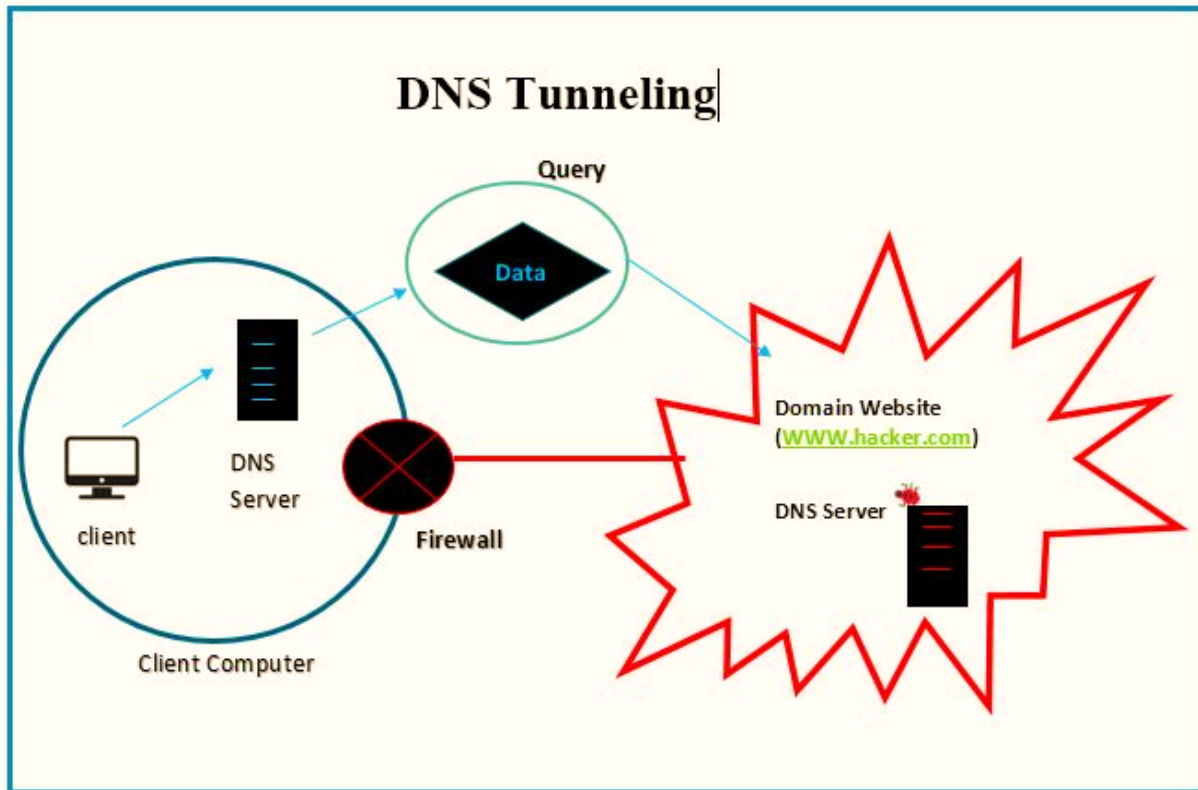 DNS Tunneling
Query
Data
Domain Website
(WWW.hacker.com)
DNS
Server
client
DNS Server
Firewall
Client Computer